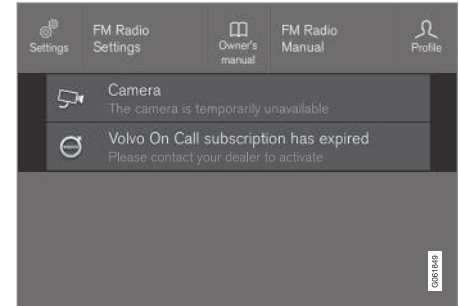 Settings
FM Radio
Settings
Owner's
manual
FM Radio
Manual
Profile
Camera
The camera is temporarily unavailable
Volvo On Call subscription has expired
Please contact your dealer to activate
G061849